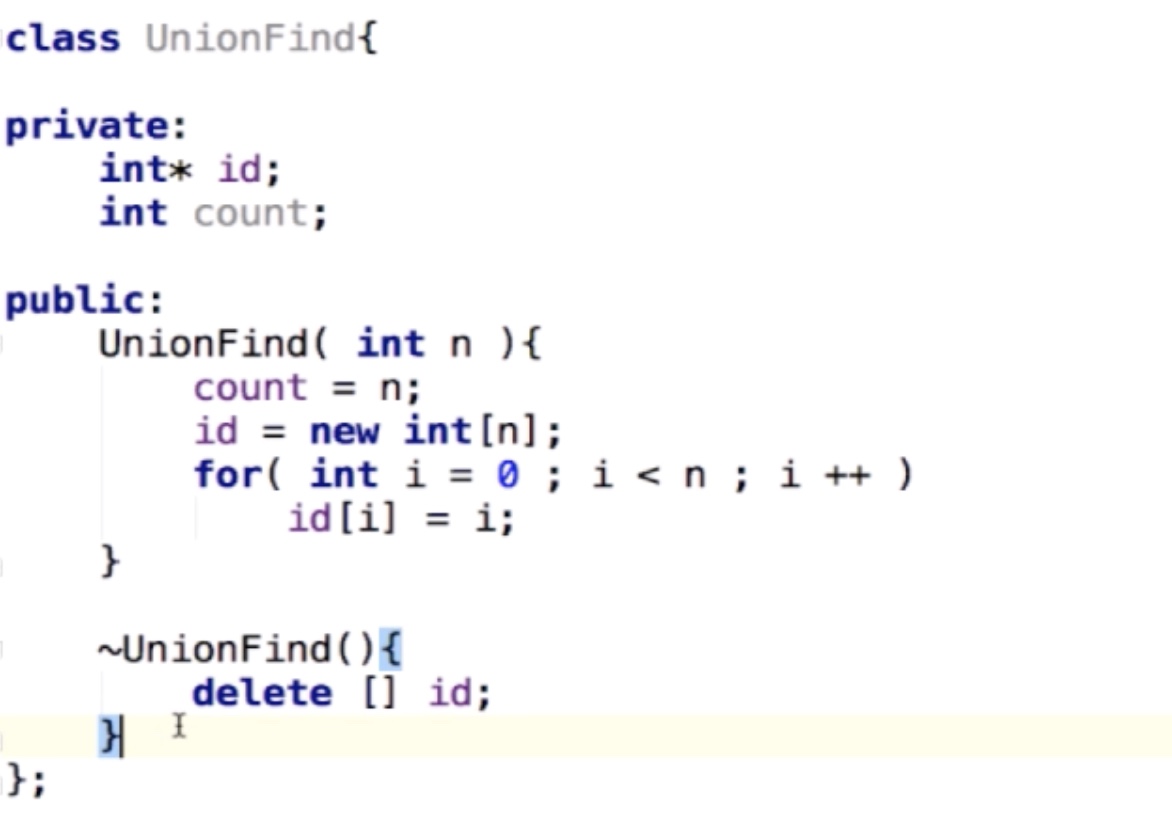 class UnionFind{
private:
int* id;
int count;
public:
UnionFind( int n ){
count = n;
id = new int[n];
for( int i = 0 ; i < n ; i ++ )
id[i] = i;
}
~UnionFind(){
delete [] id;
}
};